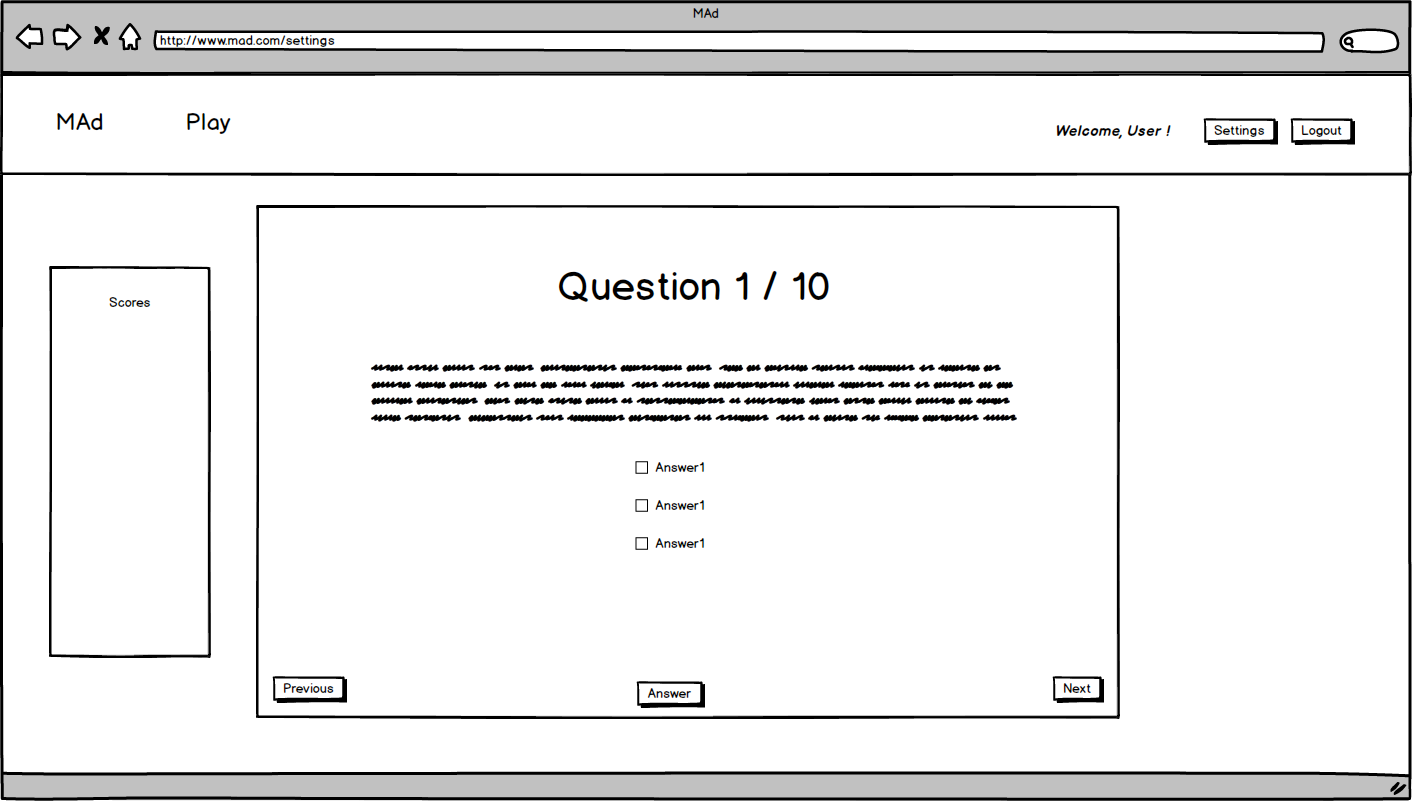 MAd
http://www.mad.com/settings
MAd Play Welcome, User ! Settings Logout
Scores
Question 1 / 10
Answer1
Answer1
Answer1
Previous Answer Next